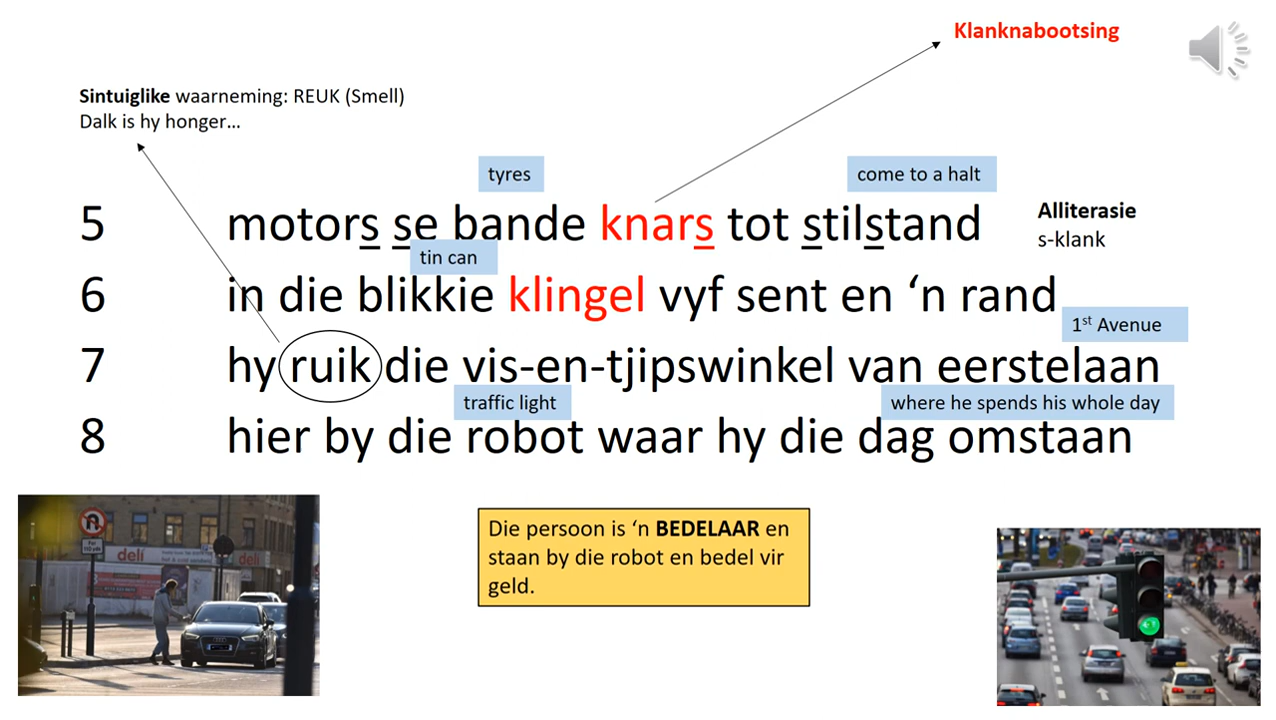 Klanknabootsing
Sintuiglike waarneming: REUK (Smell)
Dalk is hy honger...
tyres
come to a halt
5 motors se bande knars tot stilstand
Alliterasie
s-klank
tin can
6 in die blikkie klingel vyf sent en ‘n rand
1st Avenue
7 hy ruik die vis-en-tjipswinkel van eerstelaan
traffic light
where he spends his whole day
8 hier by die robot waar hy die dag omstaan
Die persoon is ‘n BEDELAAR en
staan by die robot en bedel vir
geld.
deli
deli